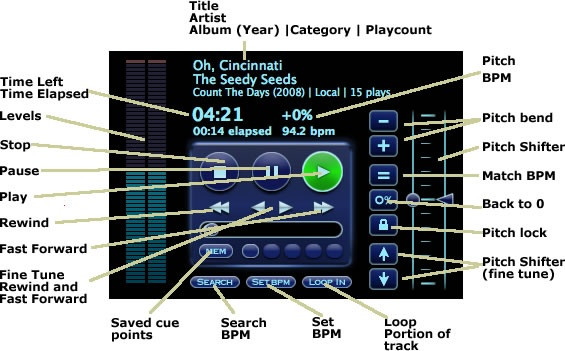 Title
Artist
Album (Year) |Category | Playcount
Oh, Cincinnati
The Seedy Seeds
Count The Days (2008) | Local | 15 plays
04:21
+0%
00:14 elapsed
94.2 bpm
Time Left
Time Elapsed
Levels
Stop
Pause
Play
Rewind
Fast Forward
Fine Tune
Rewind and
Fast Forward
Pitch
BPM
Pitch bend
Pitch Shifter
Match BPM
Back to 0
Pitch lock
Pitch Shifter
(fine tune)
−
+
=
0%
MEM
SEARCH
SET BPM
LOOP IN
Saved cue
points
Search
BPM
Set
BPM
Loop
Portion of
track